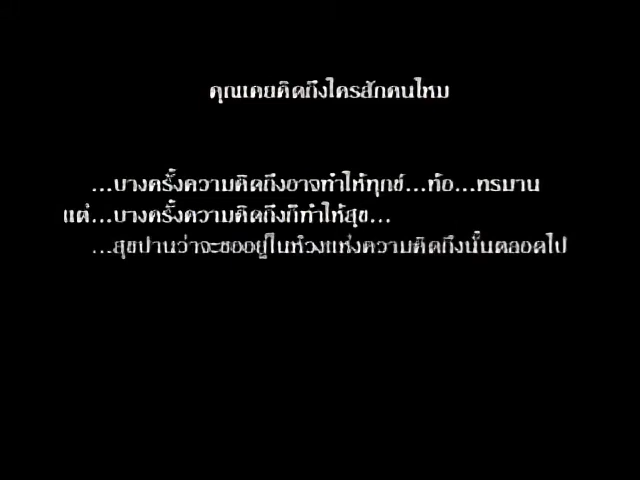 คุณเคยคิดถึงใครสักคนไหม
...บางครั้งความคิดถึงอาจทำให้ทุกข์...ท้อ...ทรมาน
แต่...บางครั้งความคิดถึงก็ทำให้สุข...
...สุขปานว่าจะขออยู่ในห้วงแห่งความคิดถึงนั้นตลอดไป